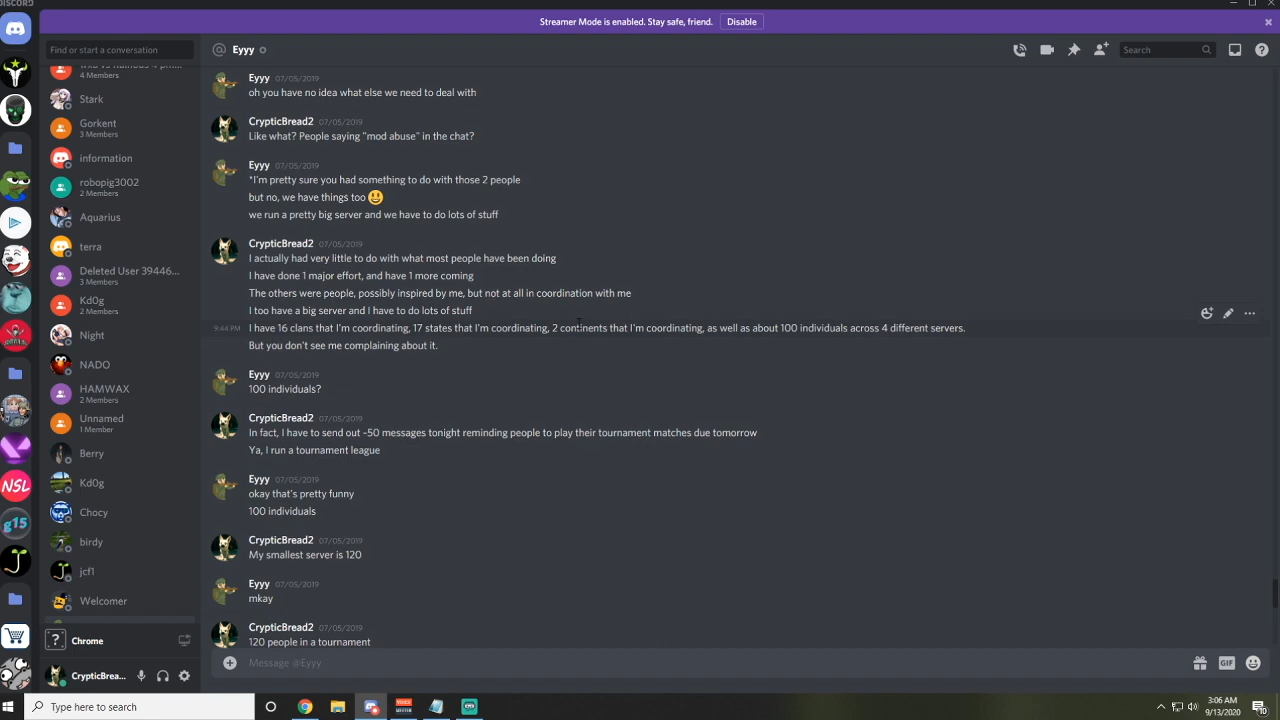 DISCORD
Streamer Mode is enabled. Stay safe, friend.
Disable
Find or start a conversation
4 Members
Stark
Gorkent
3 Members
information
robopig3002
2 Members
Aquarius
terra
Deleted User 39446...
3 Members
Kd0g
2 Members
Night
NADO
HAMWAX
2 Members
Unnamed
1 Member
Berry
Kd0g
Chocy
birdy
jcf1
Welcomer
NSL
g15
Chrome
CrypticBrea...
@ Eyyy
Search
Eyyy 07/05/2019
oh you have no idea what else we need to deal with
CrypticBread2 07/05/2019
Like what? People saying "mod abuse" in the chat?
Eyyy 07/05/2019
*I'm pretty sure you had something to do with those 2 people
but no, we have things too 😃
we run a pretty big server and we have to do lots of stuff
CrypticBread2 07/05/2019
I actually had very little to do with what most people have been doing
I have done 1 major effort, and have 1 more coming
The others were people, possibly inspired by me, but not at all in coordination with me
I too have a big server and I have to do lots of stuff
9:44 PM I have 16 clans that I'm coordinating, 17 states that I'm coordinating, 2 continents that I'm coordinating, as well as about 100 individuals across 4 different servers.
But you don't see me complaining about it.
Eyyy 07/05/2019
100 individuals?
CrypticBread2 07/05/2019
In fact, I have to send out ~50 messages tonight reminding people to play their tournament matches due tomorrow
Ya, I run a tournament league
Eyyy 07/05/2019
okay that's pretty funny
100 individuals
CrypticBread2 07/05/2019
My smallest server is 120
Eyyy 07/05/2019
mkay
CrypticBread2 07/05/2019
120 people in a tournament
Message @Eyyy
GIF
Type here to search
3:06 AM
9/13/2020